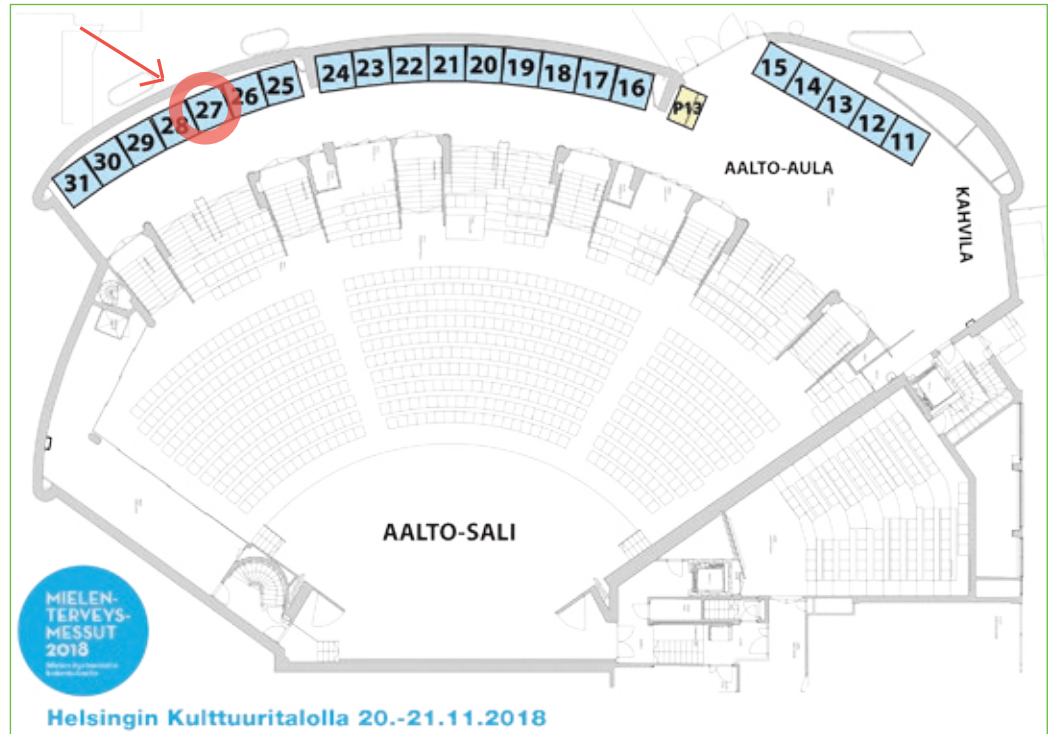 24 23 22 21 20 19 18 17 16
31 30 29 28 27 26 25
15 14 13 12 11
P13
AALTO-AULA
KAHVILA
AALTO-SALI
MIELEN-
TERVEYS-
MESSUT
2018
Helsingin Kulttuuritalolla 20.-21.11.2018